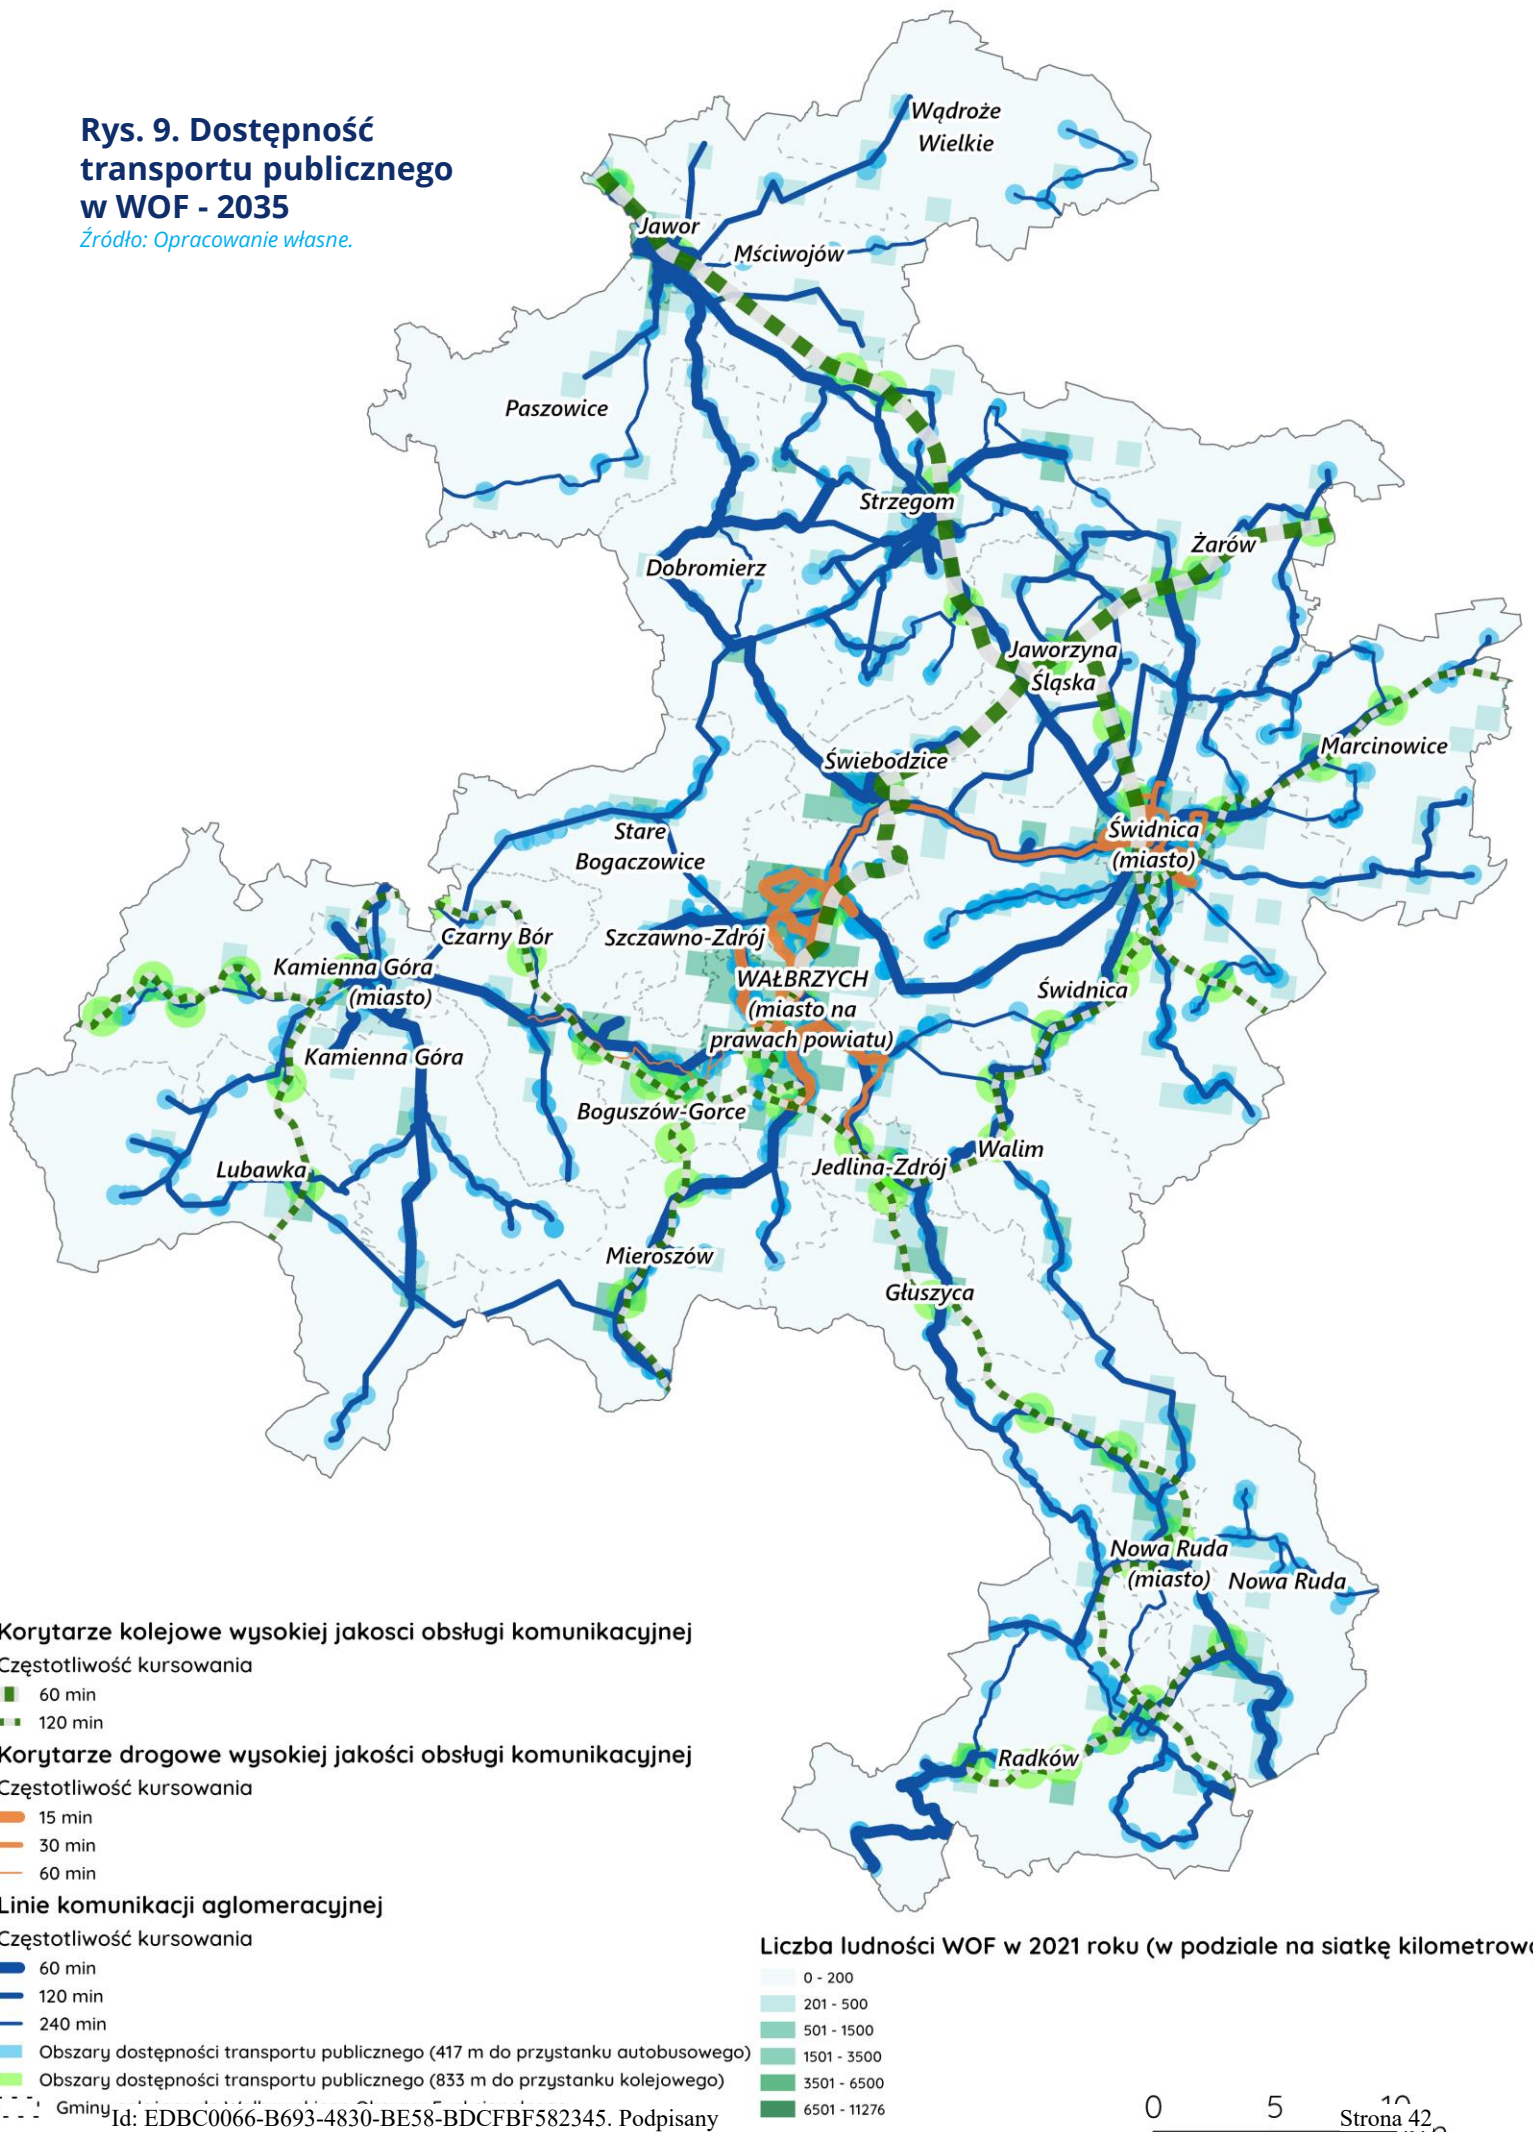 Rys. 9. Dostępność
transportu publicznego
w WOF - 2035
Źródło: Opracowanie własne.
Wądroże
Wielkie
Jawor
Mściwojów
Paszowice
Strzegom
Żarów
Dobromierz
Jaworzyna
Śląska
Marcinowice
Świebodzice
Stare
Bogaczowice
Świdnica
(miasto)
Czarny Bór
Szczawno-Zdrój
Kamienna Góra
(miasto)
WAŁBRZYCH
(miasto na
prawach powiatu)
Świdnica
Kamienna Góra
Boguszów-Gorce
Walim
Lubawka
Jedlina-Zdrój
Mieroszów
Głuszyca
Nowa Ruda
(miasto)
Nowa Ruda
Radków
Korytarze kolejowe wysokiej jakosci obsługi komunikacyjnej
Częstotliwość kursowania
60 min
120 min
Korytarze drogowe wysokiej jakości obsługi komunikacyjnej
Częstotliwość kursowania
15 min
30 min
60 min
Linie komunikacji aglomeracyjnej
Częstotliwość kursowania
60 min
120 min
240 min
Obszary dostępności transportu publicznego (417 m do przystanku autobusowego)
Obszary dostępności transportu publicznego (833 m do przystanku kolejowego)
Gminy
Liczba ludności WOF w 2021 roku (w podziale na siatkę
0 - 200
201 - 500
501 - 1500
1501 - 3500
3501 - 6500
6501 - 11276
0 5 10
Id: EDBC0066-B693-4830-BE58-BDCFBF582345. Podpisany
Strona 42